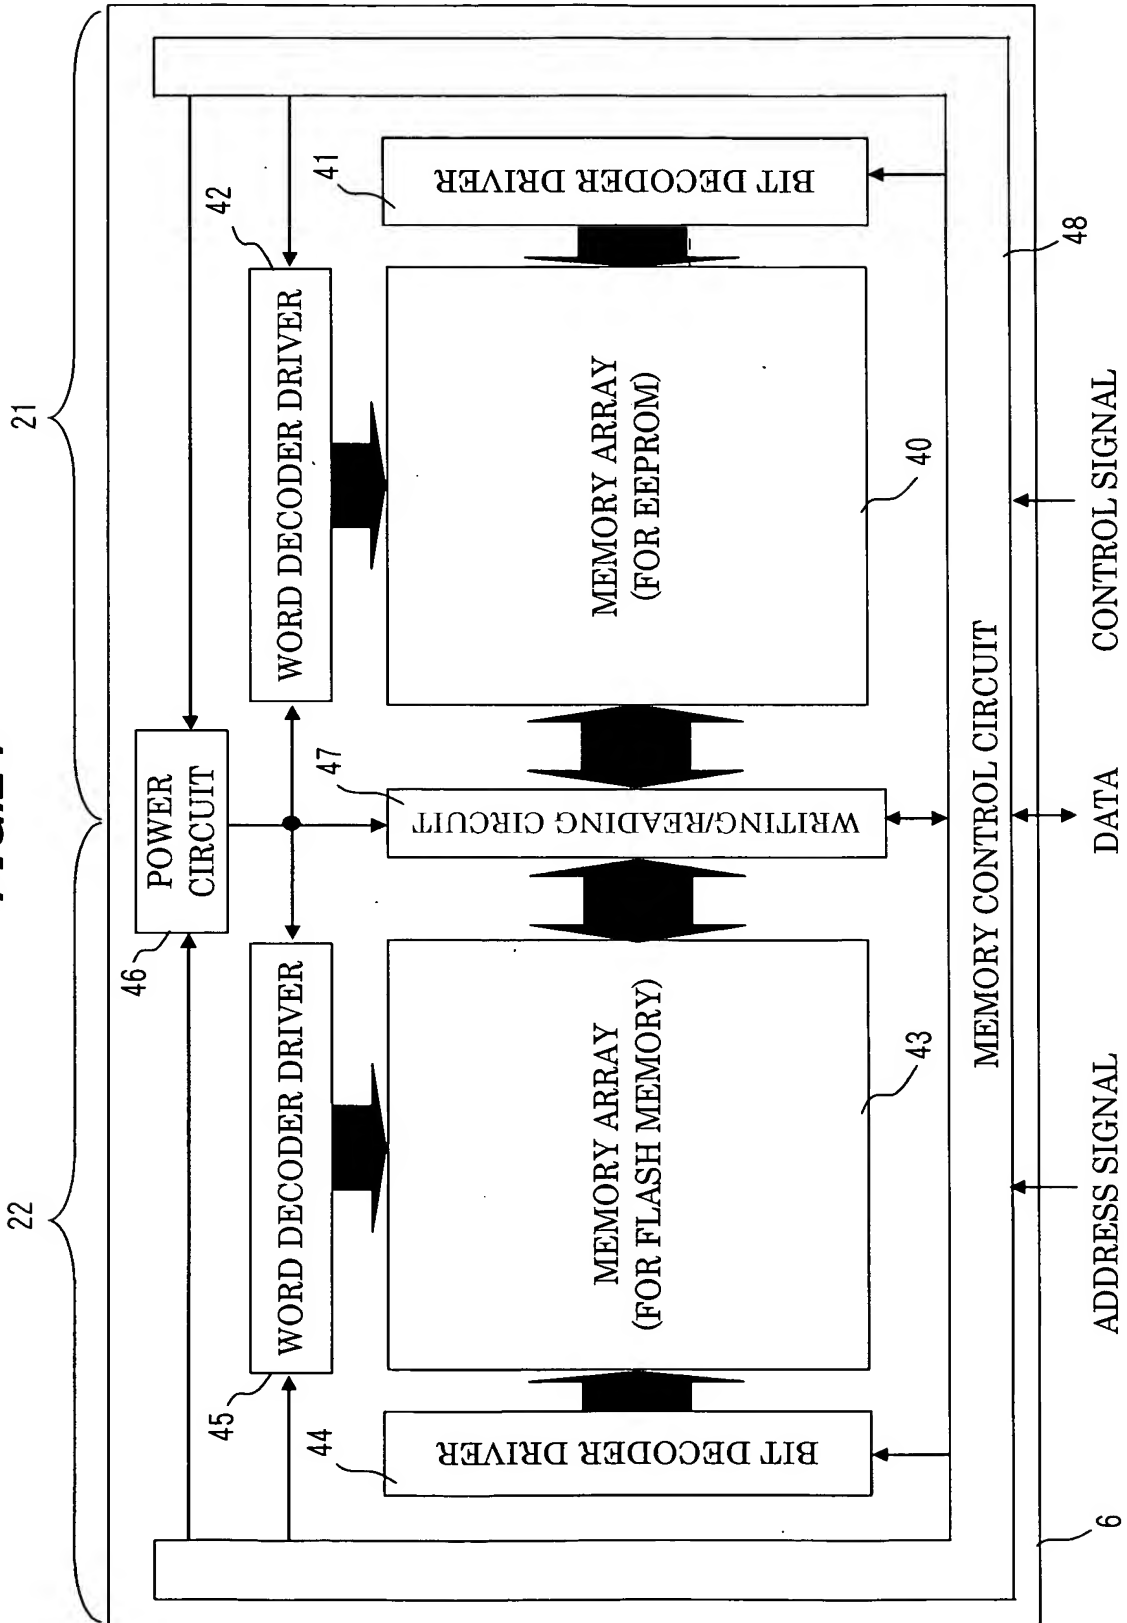 22
21
46
POWER
CIRCUIT
45
WORD DECODER DRIVER
42
WORD DECODER DRIVER
44
BIT DECODER DRIVER
MEMORY ARRAY
(FOR FLASH MEMORY)
43
47
WRITING/READING CIRCUIT
MEMORY ARRAY
(FOR EEPROM)
40
41
BIT DECODER DRIVER
MEMORY CONTROL CIRCUIT
48
6
ADDRESS SIGNAL
DATA
CONTROL SIGNAL